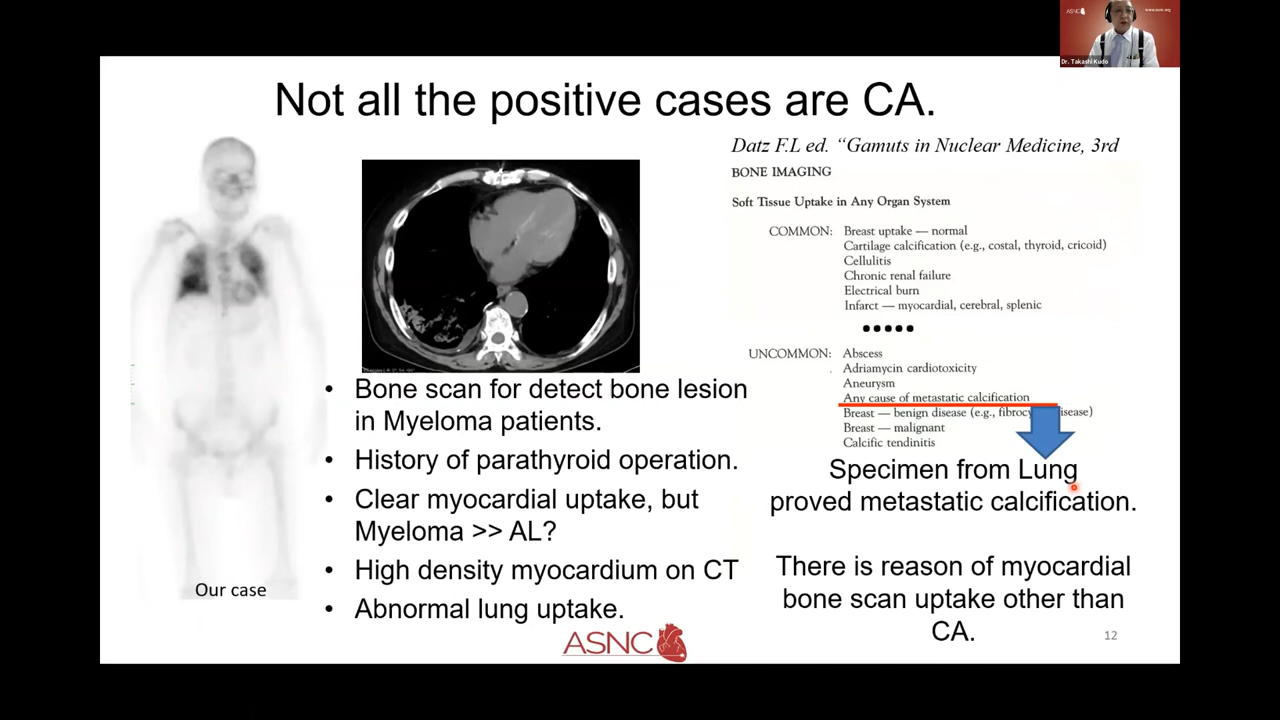 ASNC
www.asnc.org
Dr. Takashi Kudo
Not all the positive cases are CA.
Our case
• Bone scan for detect bone lesion
in Myeloma patients.
• History of parathyroid operation.
• Clear myocardial uptake, but
Myeloma >> AL?
• High density myocardium on CT
• Abnormal lung uptake.
Datz F.L ed. “Gamuts in Nuclear Medicine, 3rd
BONE IMAGING
Soft Tissue Uptake in Any Organ System
COMMON: Breast uptake — normal
Cartilage calcification (e.g., costal, thyroid, cricoid)
Cellulitis
Chronic renal failure
Electrical burn
Infarct — myocardial, cerebral, splenic
•••••
UNCOMMON: Abscess
Adriamycin cardiotoxicity
Aneurysm
Any cause of metastatic calcification
Breast — benign disease (e.g., fibrocy isease)
Breast — malignant
Calcific tendinitis
Specimen from Lung
proved metastatic calcification.
There is reason of myocardial
bone scan uptake other than
CA.
ASNC
12